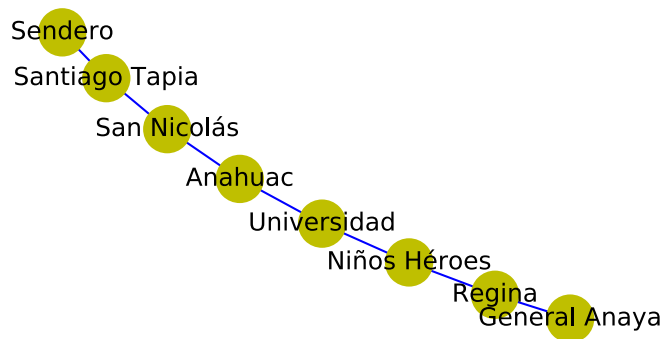 Sendero
Santiago Tapia
San Nicolás
Anahuac
Universidad
Niños Héroes
Regina
General Anaya